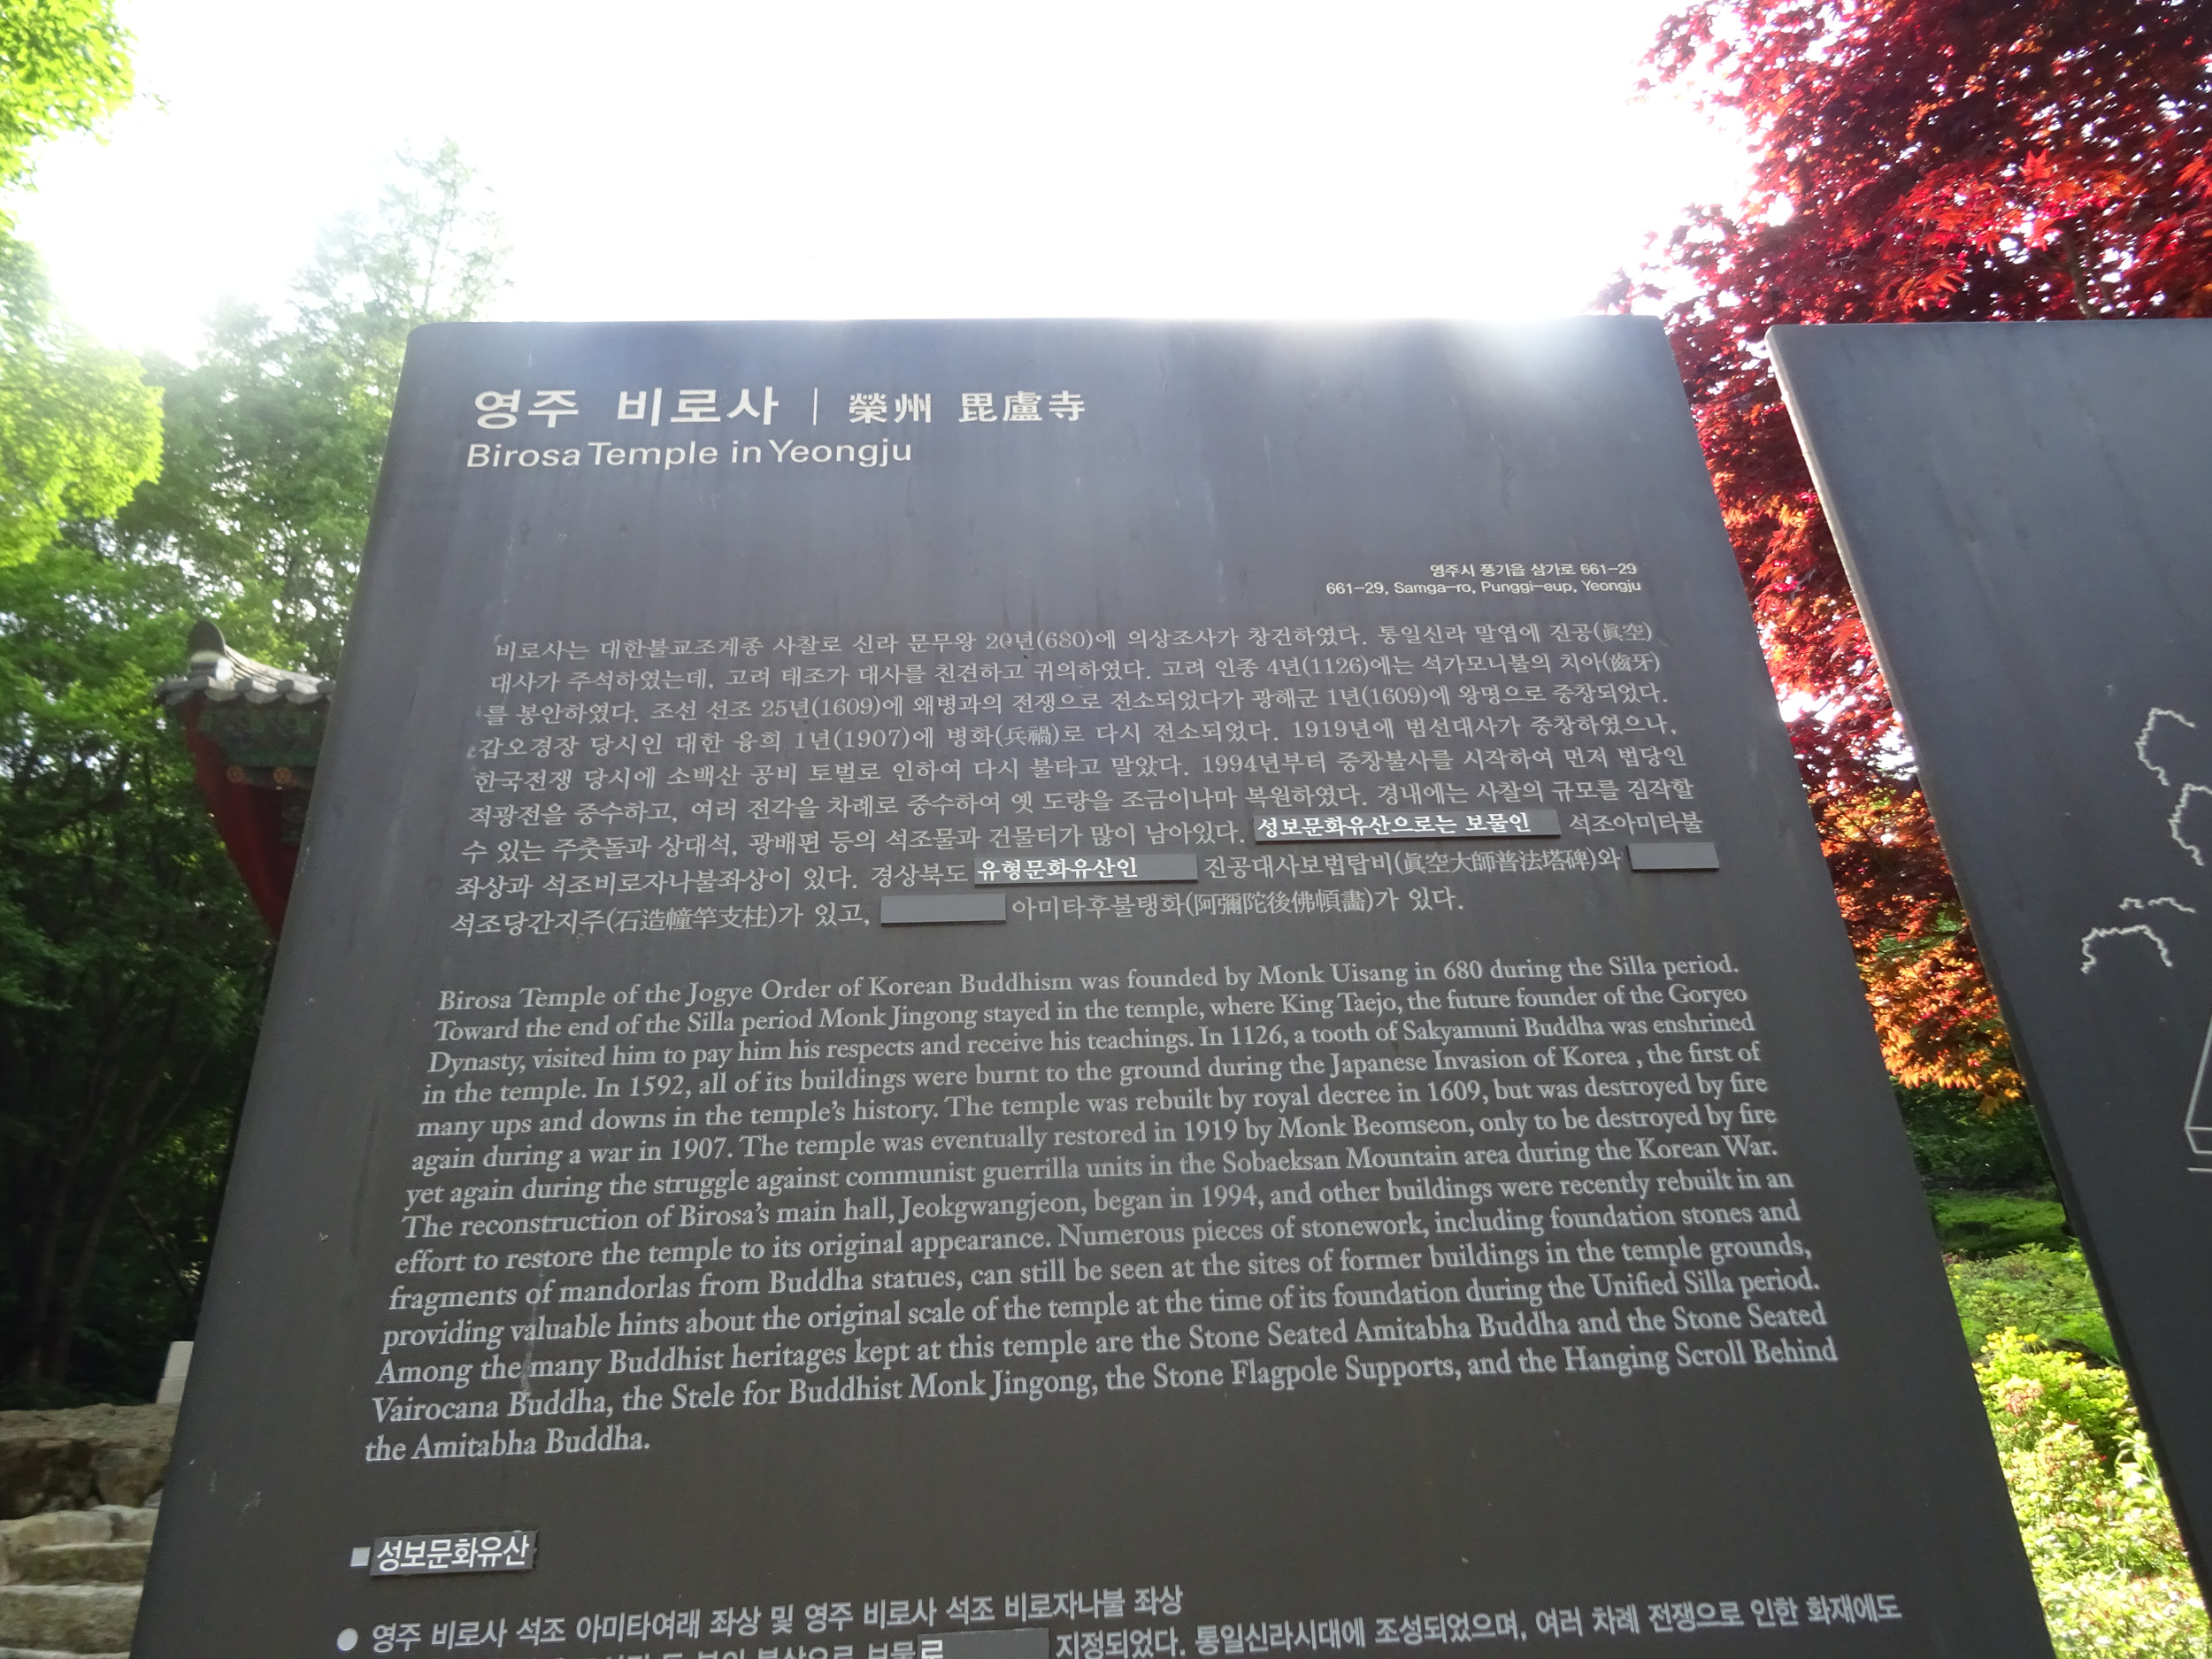 영주 비로사 | 榮州 毘盧寺
Birosa Temple in Yeongju
영주시 풍기읍 삼가로 661-29
661-29, Samga-ro, Punggi-eup, Yeongju
비로사는 대한불교조계종 사찰로 신라 문무왕 20년(680)에 의상조사가 창건하였다. 통일신라 말엽에 진공(眞空)
대사가 주석하였는데, 고려 태조가 대사를 친견하고 귀의하였다. 고려 인종 4년(1126)에는 석가모니불의 치아(齒牙)
를 봉안하였다. 조선 선조 25년(1609)에 왜병과의 전쟁으로 전소되었다가 광해군 1년(1609)에 왕명으로 중창되었다.
갑오경장 당시인 대한 융희 1년(1907)에 병화(兵禍)로 다시 전소되었다. 1919년에 범선대사가 중창하였으나,
한국전쟁 당시에 소백산 공비 토벌로 인하여 다시 불타고 말았다. 1994년부터 중창불사를 시작하여 먼저 법당인
적광전을 중수하고, 여러 전각을 차례로 중수하여 옛 도량을 조금이나마 복원하였다. 경내에는 사찰의 규모를 짐작할
수 있는 주춧돌과 상대석, 광배편 등의 석조물과 건물터가 많이 남아있다. 성보문화유산으로는 보물인 석조아미타불
좌상과 석조비로자나불좌상이 있다. 경상북도 유형문화유산인 진공대사보법탑비(眞空大師普法塔碑)와
석조당간지주(石造幢竿支柱)가 있고, 아미타후불탱화(阿彌陀後佛幀畵)가 있다.
Birosa Temple of the Jogye Order of Korean Buddhism was founded by Monk Uisang in 680 during the Silla period.
Toward the end of the Silla period Monk Jingong stayed in the temple, where King Taejo, the future founder of the Goryeo
Dynasty, visited him to pay him his respects and receive his teachings. In 1126, a tooth of Sakyamuni Buddha was enshrined
in the temple. In 1592, all of its buildings were burnt to the ground during the Japanese Invasion of Korea , the first of
many ups and downs in the temple's history. The temple was rebuilt by royal decree in 1609, but was destroyed by fire
again during a war in 1907. The temple was eventually restored in 1919 by Monk Beomseon, only to be destroyed by fire
yet again during the struggle against communist guerrilla units in the Sobaeksan Mountain area during the Korean War.
The reconstruction of Birosa's main hall, Jeokgwangjeon, began in 1994, and other buildings were recently rebuilt in an
effort to restore the temple to its original appearance. Numerous pieces of stonework, including foundation stones and
fragments of mandorlas from Buddha statues, can still be seen at the sites of former buildings in the temple grounds,
providing valuable hints about the original scale of the temple at the time of its foundation during the Unified Silla period.
Among the many Buddhist heritages kept at this temple are the Stone Seated Amitabha Buddha and the Stone Seated
Vairocana Buddha, the Stele for Buddhist Monk Jingong, the Stone Flagpole Supports, and the Hanging Scroll Behind
the Amitabha Buddha.
■ 성보문화유산
● 영주 비로사 석조 아미타여래 좌상 및 영주 비로사 석조 비로자나불 좌상
지정되었다. 통일신라시대에 조성되었으며, 여러 차례 전쟁으로 인한 화재에도